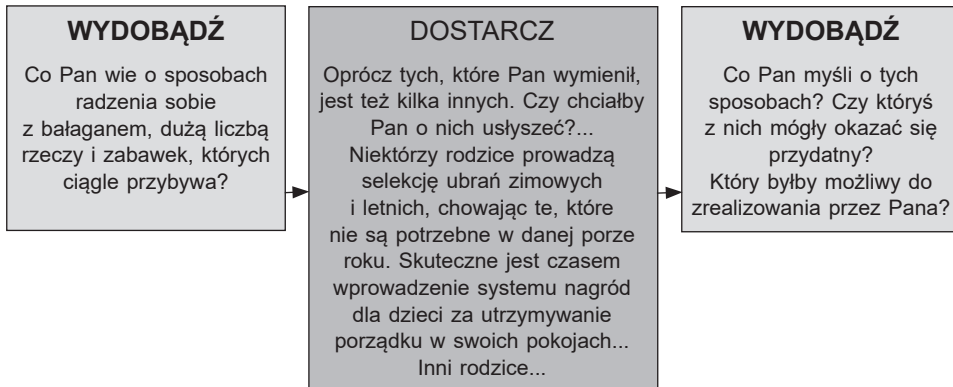 WYDOBĄDŹ
Co Pan wie o sposobach
radzenia sobie
z bałaganem, dużą liczbą
rzeczy i zabawek, których
ciągle przybywa?
DOSTARCZ
Oprócz tych, które Pan wymienił,
jest też kilka innych. Czy chciałby
Pan o nich usłyszeć?...
Niektórzy rodzice prowadzą
selekcję ubrań zimowych
i letnich, chowając te, które
nie są potrzebne w danej porze
roku. Skuteczne jest czasem
wprowadzenie systemu nagród
dla dzieci za utrzymywanie
porządku w swoich pokojach...
Inni rodzice...
WYDOBĄDŹ
Co Pan myśli o tych
sposobach? Czy któryś
z nich mógły okazać się
przydatny?
Który byłby możliwy do
zrealizowania przez Pana?